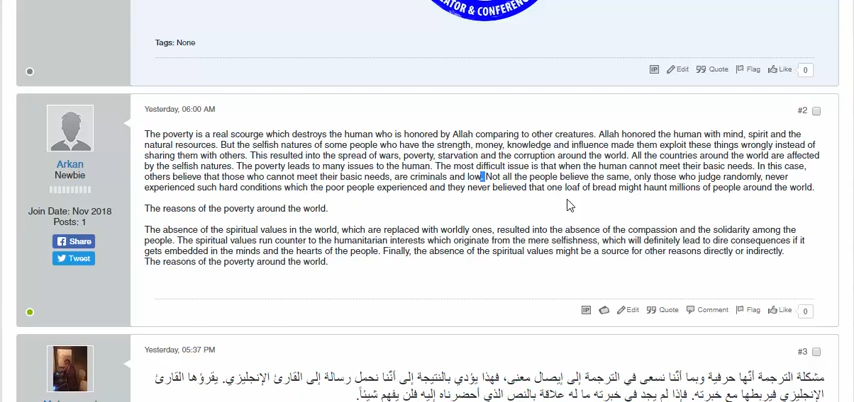 ATOR & COUNCIL
Tags: None
Edit Quote Flag Like 0
Yesterday, 06:00 AM #2
Arkan
Newbie
Join Date: Nov 2018
Posts: 1
Share
Tweet
The poverty is a real scourge which destroys the human who is honored by Allah comparing to other creatures. Allah honored the human with mind, spirit and the
natural resources. But the selfish natures of some people who have the strength, money, knowledge and influence made them exploit these things wrongly instead of
sharing them with others. This resulted into the spread of wars, poverty, starvation and the corruption around the world. All the countries around the world are affected
by the selfish natures. The poverty leads to many issues to the human. The most difficult issue is that when the human cannot meet their basic needs. In this case,
others believe that those who cannot meet their basic needs, are criminals and low. Not all the people believe the same, only those who judge randomly, never
experienced such hard conditions which the poor people experienced and they never believed that one loaf of bread might haunt millions of people around the world.
The reasons of the poverty around the world.
The absence of the spiritual values in the world, which are replaced with worldly ones, resulted into the absence of the compassion and the solidarity among the
people. The spiritual values run counter to the humanitarian interests which originate from the mere selfishness, which will definitely lead to dire consequences if it
gets embedded in the minds and the hearts of the people. Finally, the absence of the spiritual values might be a source for other reasons directly or indirectly.
The reasons of the poverty around the world.
Edit Quote Comment Flag Like 0
Yesterday, 05:37 PM #3
مشكلة الترجمة أنّها حرفية وبما أنّنا نسعى في الترجمة إلى إيصال معنى، فهذا يؤدي بالنتيجة إلى أنّنا نحمل رسالة إلى القارئ الإنجليزي. يقرؤها القارئ
الإنجليزي فيربطها مع خبرته. فإذا لم يجد في خبرته ما له علاقة بالنص الذي أحضرناه إليه فلن يفهم شيئاً.